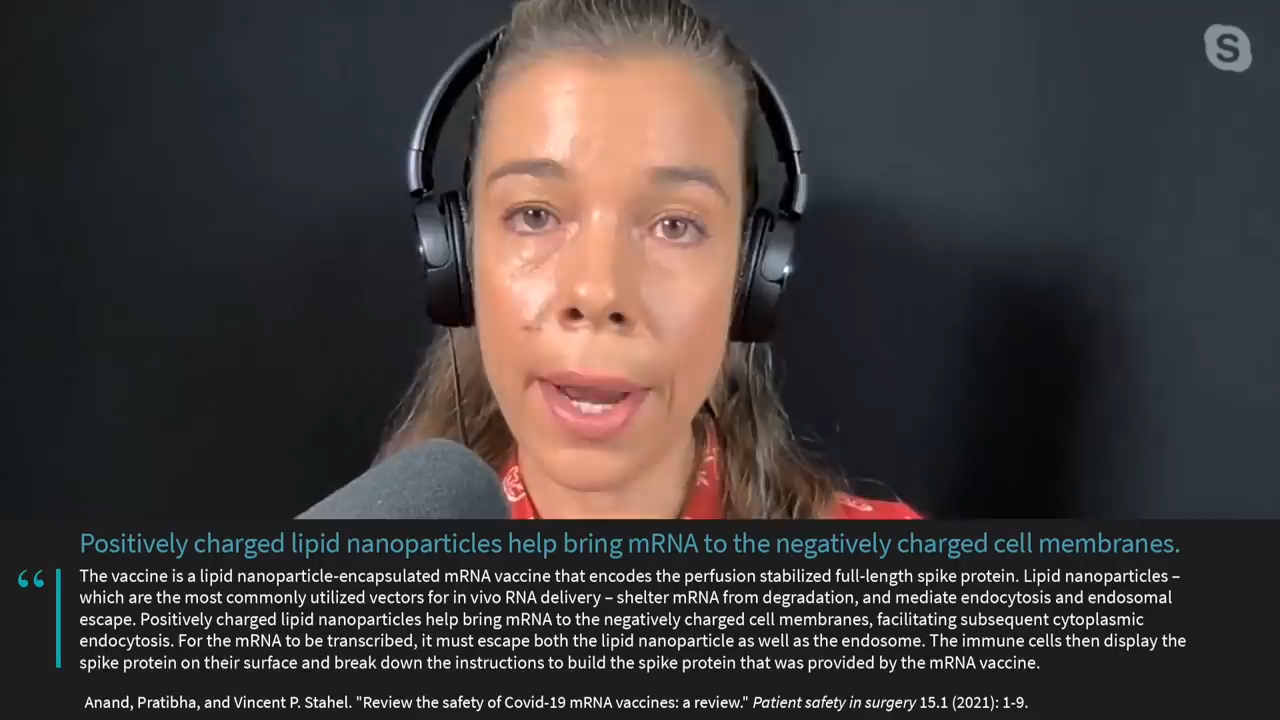 S
Positively charged lipid nanoparticles help bring mRNA to the negatively charged cell membranes.
“
The vaccine is a lipid nanoparticle-encapsulated mRNA vaccine that encodes the perfusion stabilized full-length spike protein. Lipid nanoparticles –
which are the most commonly utilized vectors for in vivo RNA delivery – shelter mRNA from degradation, and mediate endocytosis and endosomal
escape. Positively charged lipid nanoparticles help bring mRNA to the negatively charged cell membranes, facilitating subsequent cytoplasmic
endocytosis. For the mRNA to be transcribed, it must escape both the lipid nanoparticle as well as the endosome. The immune cells then display the
spike protein on their surface and break down the instructions to build the spike protein that was provided by the mRNA vaccine.
Anand, Pratibha, and Vincent P. Stahel. "Review the safety of Covid-19 mRNA vaccines: a review." Patient safety in surgery 15.1 (2021): 1-9.